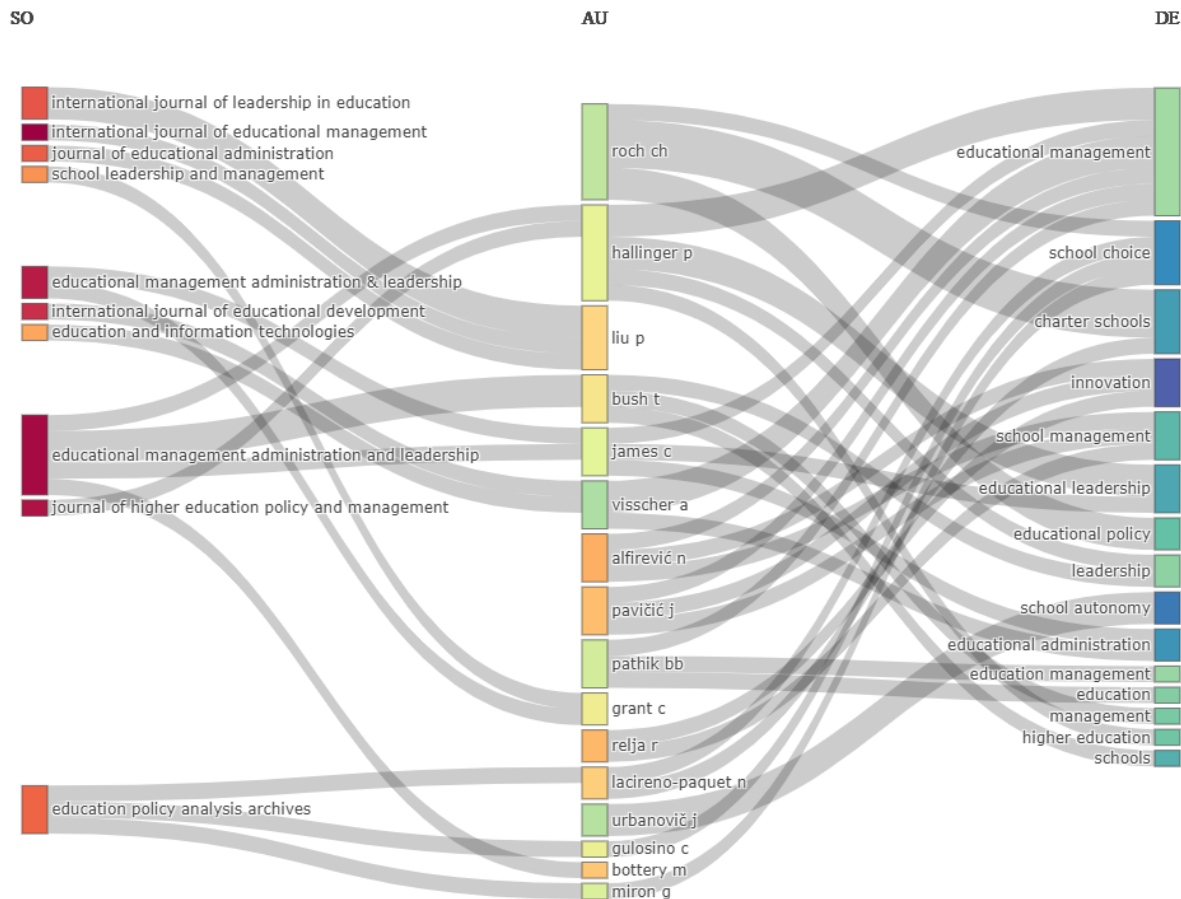 SO
AU
DE
international journal of leadership in education
international journal of educational management
journal of educational administration
school leadership and management
educational management administration & leadership
international journal of educational development
education and information technologies
educational management administration and leadership
journal of higher education policy and management
education policy analysis archives
roch ch
hallinger p
liu p
bush t
james c
visscher a
alfirević n
pavičić j
pathik bb
grant c
relja r
lacireno-paquet n
urbanovič j
gulosino c
bottery m
miron g
educational management
school choice
charter schools
innovation
school management
educational leadership
educational policy
leadership
school autonomy
educational administration
education management
education
management
higher education
schools